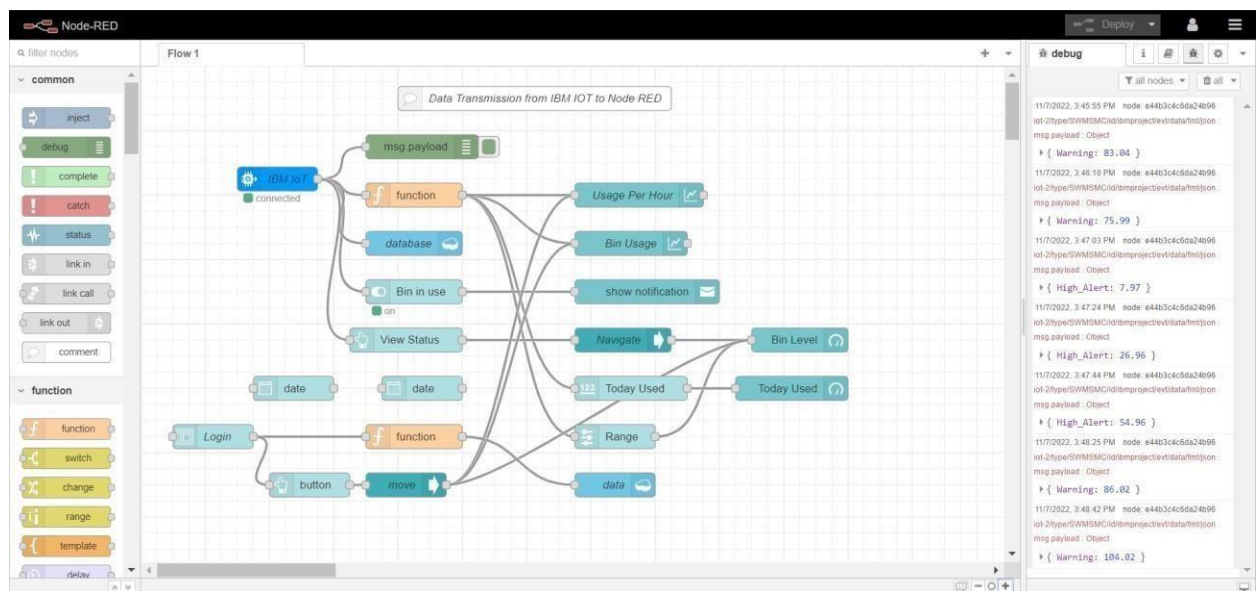 Node-RED
Deploy
filter nodes
Flow 1
debug
i
all nodes
all
common
inject
debug
complete
catch
status
link in
link call
link out
comment
function
function
switch
change
range
template
delay
Data Transmission from IBM IOT to Node RED
msg.payload
IBM IoT
connected
function
Usage Per Hour
database
Bin Usage
Bin in use
on
show notification
View Status
Navigate
Bin Level
date
date
123 Today Used
Today Used
Login
function
Range
button
move
data
11/7/2022, 3:45:55 PM node: e44b3c4c6da24b96
iot-2/type/SWMSMC/id/ibmproject/evt/data/fmt/json :
msg.payload : Object
{ Warning: 83.04 }
11/7/2022, 3:46:10 PM node: e44b3c4c6da24b96
iot-2/type/SWMSMC/id/ibmproject/evt/data/fmt/json :
msg.payload : Object
{ Warning: 75.99 }
11/7/2022, 3:47:03 PM node: e44b3c4c6da24b96
iot-2/type/SWMSMC/id/ibmproject/evt/data/fmt/json :
msg.payload : Object
{ High_Alert: 7.97 }
11/7/2022, 3:47:24 PM node: e44b3c4c6da24b96
iot-2/type/SWMSMC/id/ibmproject/evt/data/fmt/json :
msg.payload : Object
{ High_Alert: 26.96 }
11/7/2022, 3:47:44 PM node: e44b3c4c6da24b96
iot-2/type/SWMSMC/id/ibmproject/evt/data/fmt/json :
msg.payload : Object
{ High_Alert: 54.96 }
11/7/2022, 3:48:25 PM node: e44b3c4c6da24b96
iot-2/type/SWMSMC/id/ibmproject/evt/data/fmt/json :
msg.payload : Object
{ Warning: 86.02 }
11/7/2022, 3:48:42 PM node: e44b3c4c6da24b96
iot-2/type/SWMSMC/id/ibmproject/evt/data/fmt/json :
msg.payload : Object
{ Warning: 104.02 }